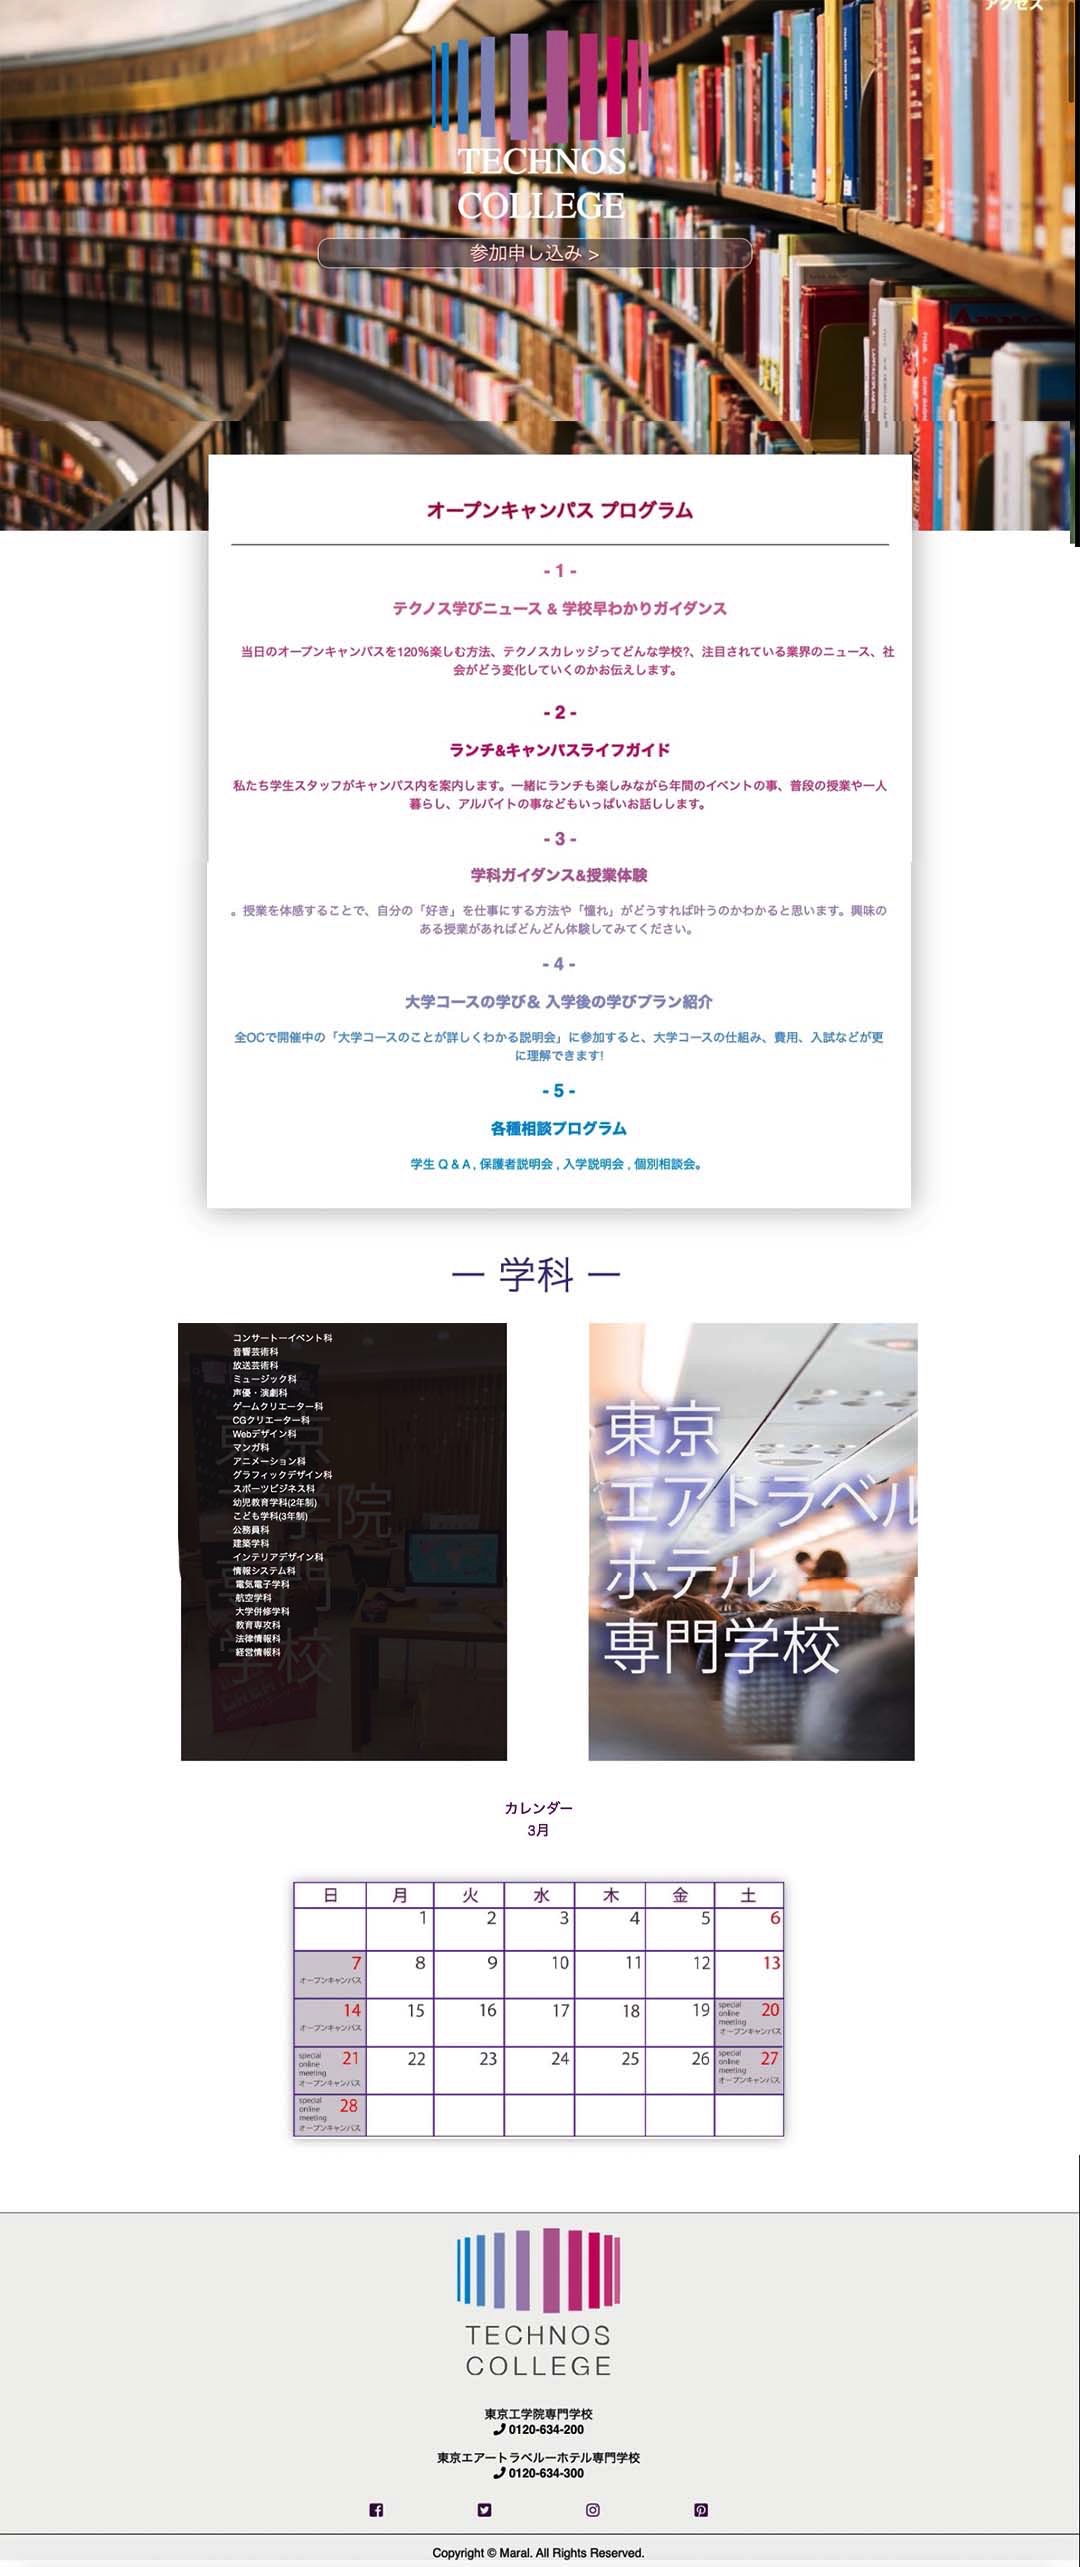 アクセス
TECHNOS
COLLEGE
参加申し込み >
オープンキャンパス プログラム
- 1 -
テクノス学びニュース & 学校早わかりガイダンス
当日のオープンキャンパスを120%楽しむ方法、テクノスカレッジってどんな学校?、注目されている業界のニュース、社
会がどう変化していくのかお伝えします。
- 2 -
ランチ&キャンパスライフガイド
私たち学生スタッフがキャンパス内を案内します。一緒にランチも楽しみながら年間のイベントの事、普段の授業や一人
暮らし、アルバイトの事などもいっぱいお話しします。
- 3 -
学科ガイダンス&授業体験
。授業を体感することで、自分の「好き」を仕事にする方法や「憧れ」がどうすれば叶うのかわかると思います。興味の
ある授業があればどんどん体験してみてください。
- 4 -
大学コースの学び& 入学後の学びプラン紹介
全OCで開催中の「大学コースのことが詳しくわかる説明会」に参加すると、大学コースの仕組み、費用、入試などが更
に理解できます!
- 5 -
各種相談プログラム
学生 Q & A , 保護者説明会 , 入学説明会 , 個別相談会。
ー 学科 ー
コンサートーイベント科
音響芸術科
放送芸術科
ミュージック科
声優・演劇科
ゲームクリエーター科
CGクリエーター科
Webデザイン科
マンガ科
アニメーション科
グラフィックデザイン科
スポーツビジネス科
幼児教育学科(2年制)
こども学科(3年制)
公務員科
建築学科
インテリアデザイン科
情報システム科
電気電子学科
航空学科
大学併修学科
教育専攻科
法律情報科
経営情報科
東京
工学院
専門
学校
東京
エアトラベル
ホテル
専門学校
カレンダー
3月
日 月 火 水 木 金 土
1 2 3 4 5 6
7 8 9 10 11 12 13
オープンキャンパス
14 15 16 17 18 19 special online meeting 20
オープンキャンパス オープンキャンパス
special online meeting 21 22 23 24 25 26 special online meeting 27
オープンキャンパス オープンキャンパス
special online meeting 28
オープンキャンパス
TECHNOS
COLLEGE
東京工学院専門学校
0120-634-200
東京エアートラベルーホテル専門学校
0120-634-300
Copyright © Maral. All Rights Reserved.